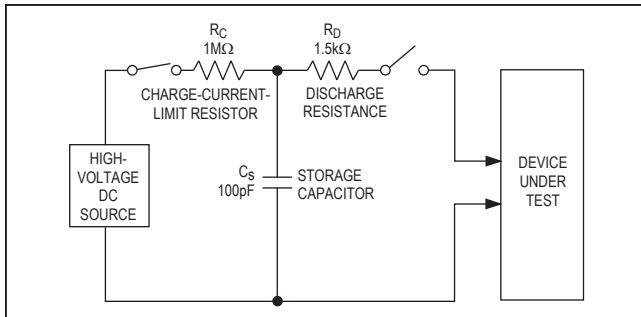 RC
1MΩ
RD
1.5kΩ
CHARGE-CURRENT-
LIMIT RESISTOR
DISCHARGE
RESISTANCE
HIGH-
VOLTAGE
DC
SOURCE
Cs
100pF
STORAGE
CAPACITOR
DEVICE
UNDER
TEST